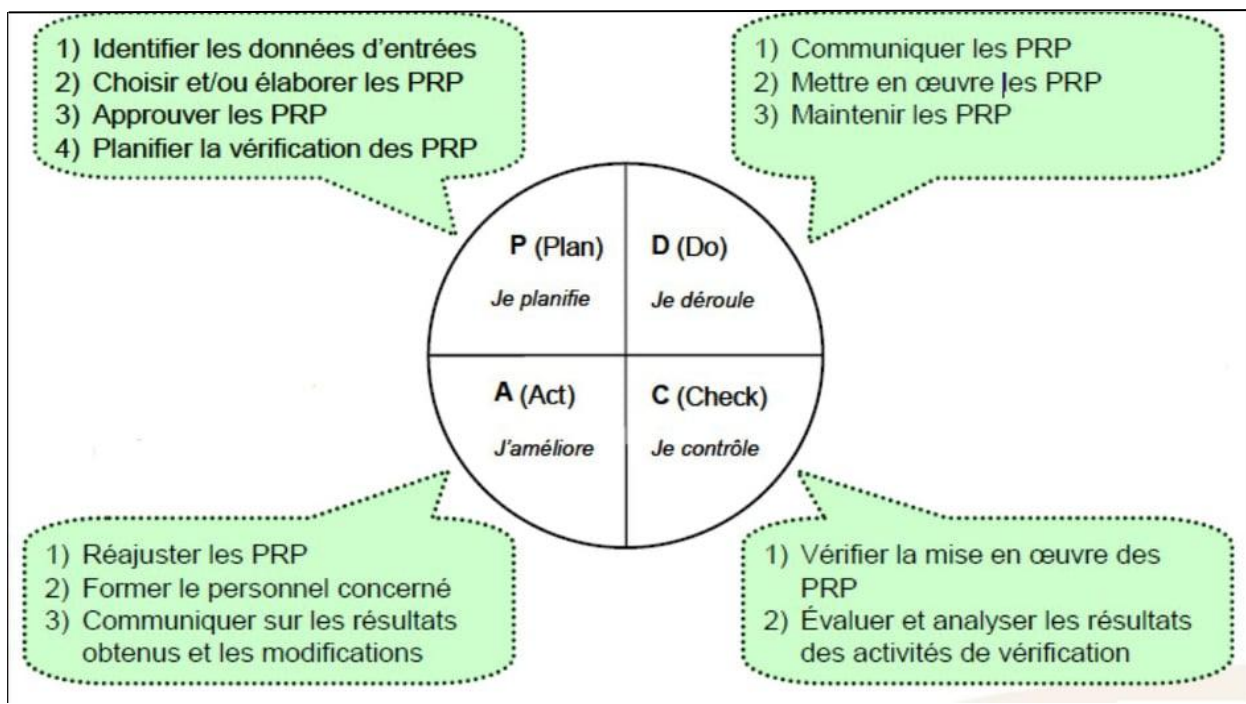 1) Identifier les données d'entrées
2) Choisir et/ou élaborer les PRP
3) Approuver les PRP
4) Planifier la vérification des PRP
1) Communiquer les PRP
2) Mettre en œuvre les PRP
3) Maintenir les PRP
P (Plan)
Je planifie
D (Do)
Je déroule
A (Act)
J'améliore
C (Check)
Je contrôle
1) Réajuster les PRP
2) Former le personnel concerné
3) Communiquer sur les résultats
obtenus et les modifications
1) Vérifier la mise en œuvre des
PRP
2) Évaluer et analyser les résultats
des activités de vérification